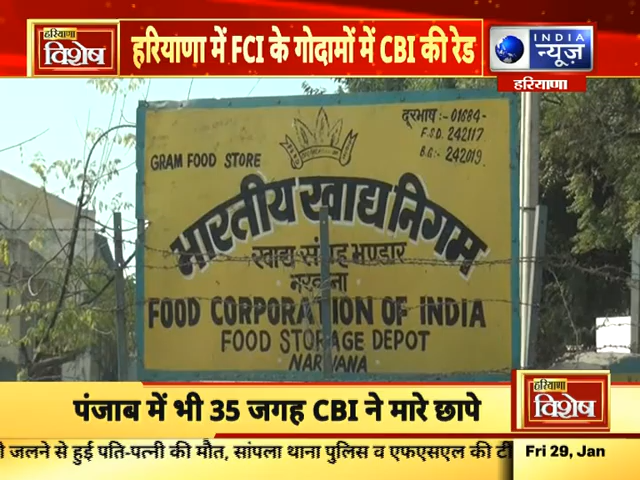 हरियाणा
विशेष
हरियाणा में FCI के गोदामों में CBI की रेड
INDIA
न्यूज़
हरियाणा
दूरभाष :- 01684-
F.S.D. 242117
B.G:- 242019
GRAM FOOD STORE
भारतीय खाद्य निगम
खाद्य संग्रह भण्डार
नरवाना
FOOD CORPORATION OF INDIA
FOOD STORAGE DEPOT
NARWANA
पंजाब में भी 35 जगह CBI ने मारे छापे
हरियाणा
विशेष
जलने से हुई पति-पत्नी की मौत, सांपला थाना पुलिस व एफएसएल की
Fri 29, Jan